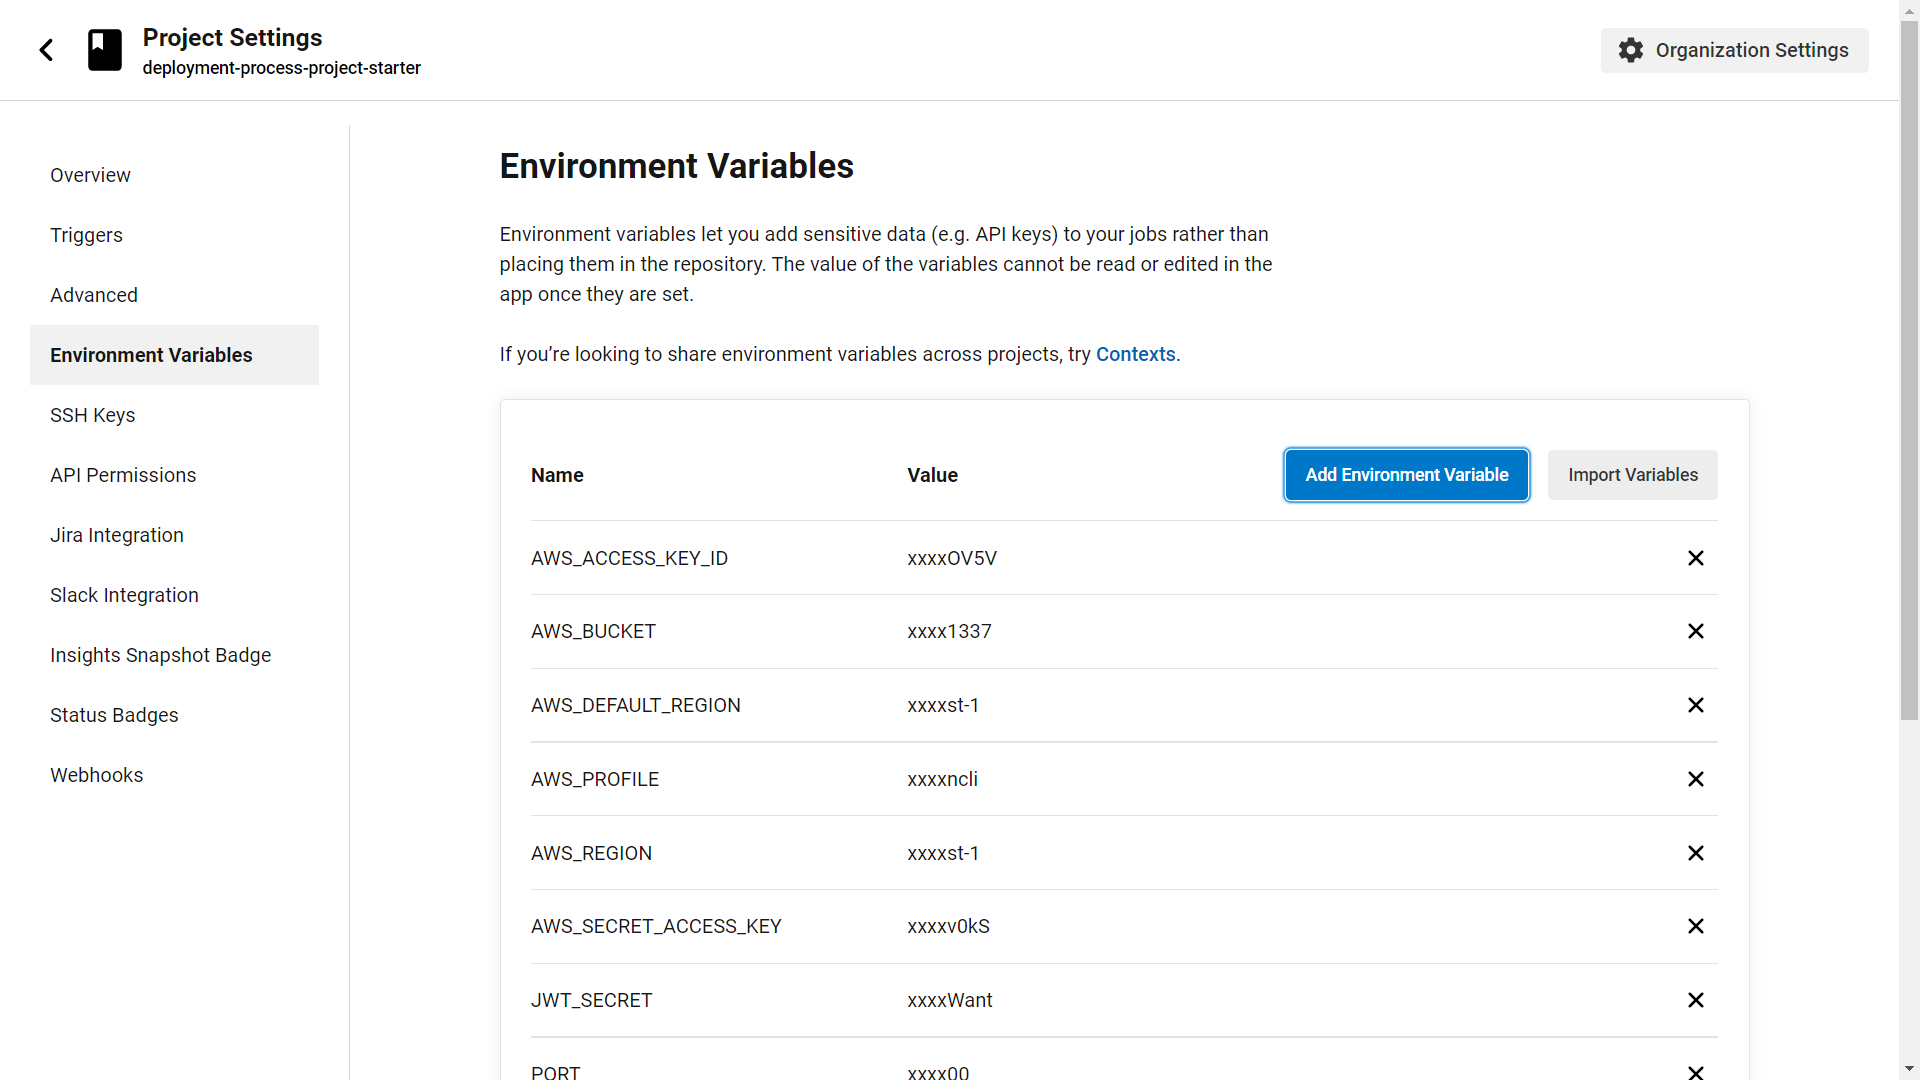 Project Settings
deployment-process-project-starter
Organization Settings
Overview
Triggers
Advanced
Environment Variables
SSH Keys
API Permissions
Jira Integration
Slack Integration
Insights Snapshot Badge
Status Badges
Webhooks
Environment Variables
Environment variables let you add sensitive data (e.g. API keys) to your jobs rather than
placing them in the repository. The value of the variables cannot be read or edited in the
app once they are set.
If you’re looking to share environment variables across projects, try Contexts.
Name Value Add Environment Variable Import Variables
AWS_ACCESS_KEY_ID xxxxOV5V
AWS_BUCKET xxxx1337
AWS_DEFAULT_REGION xxxxst-1
AWS_PROFILE xxxxncli
AWS_REGION xxxxst-1
AWS_SECRET_ACCESS_KEY xxxxv0kS
JWT_SECRET xxxxWant
PORT xxxx00